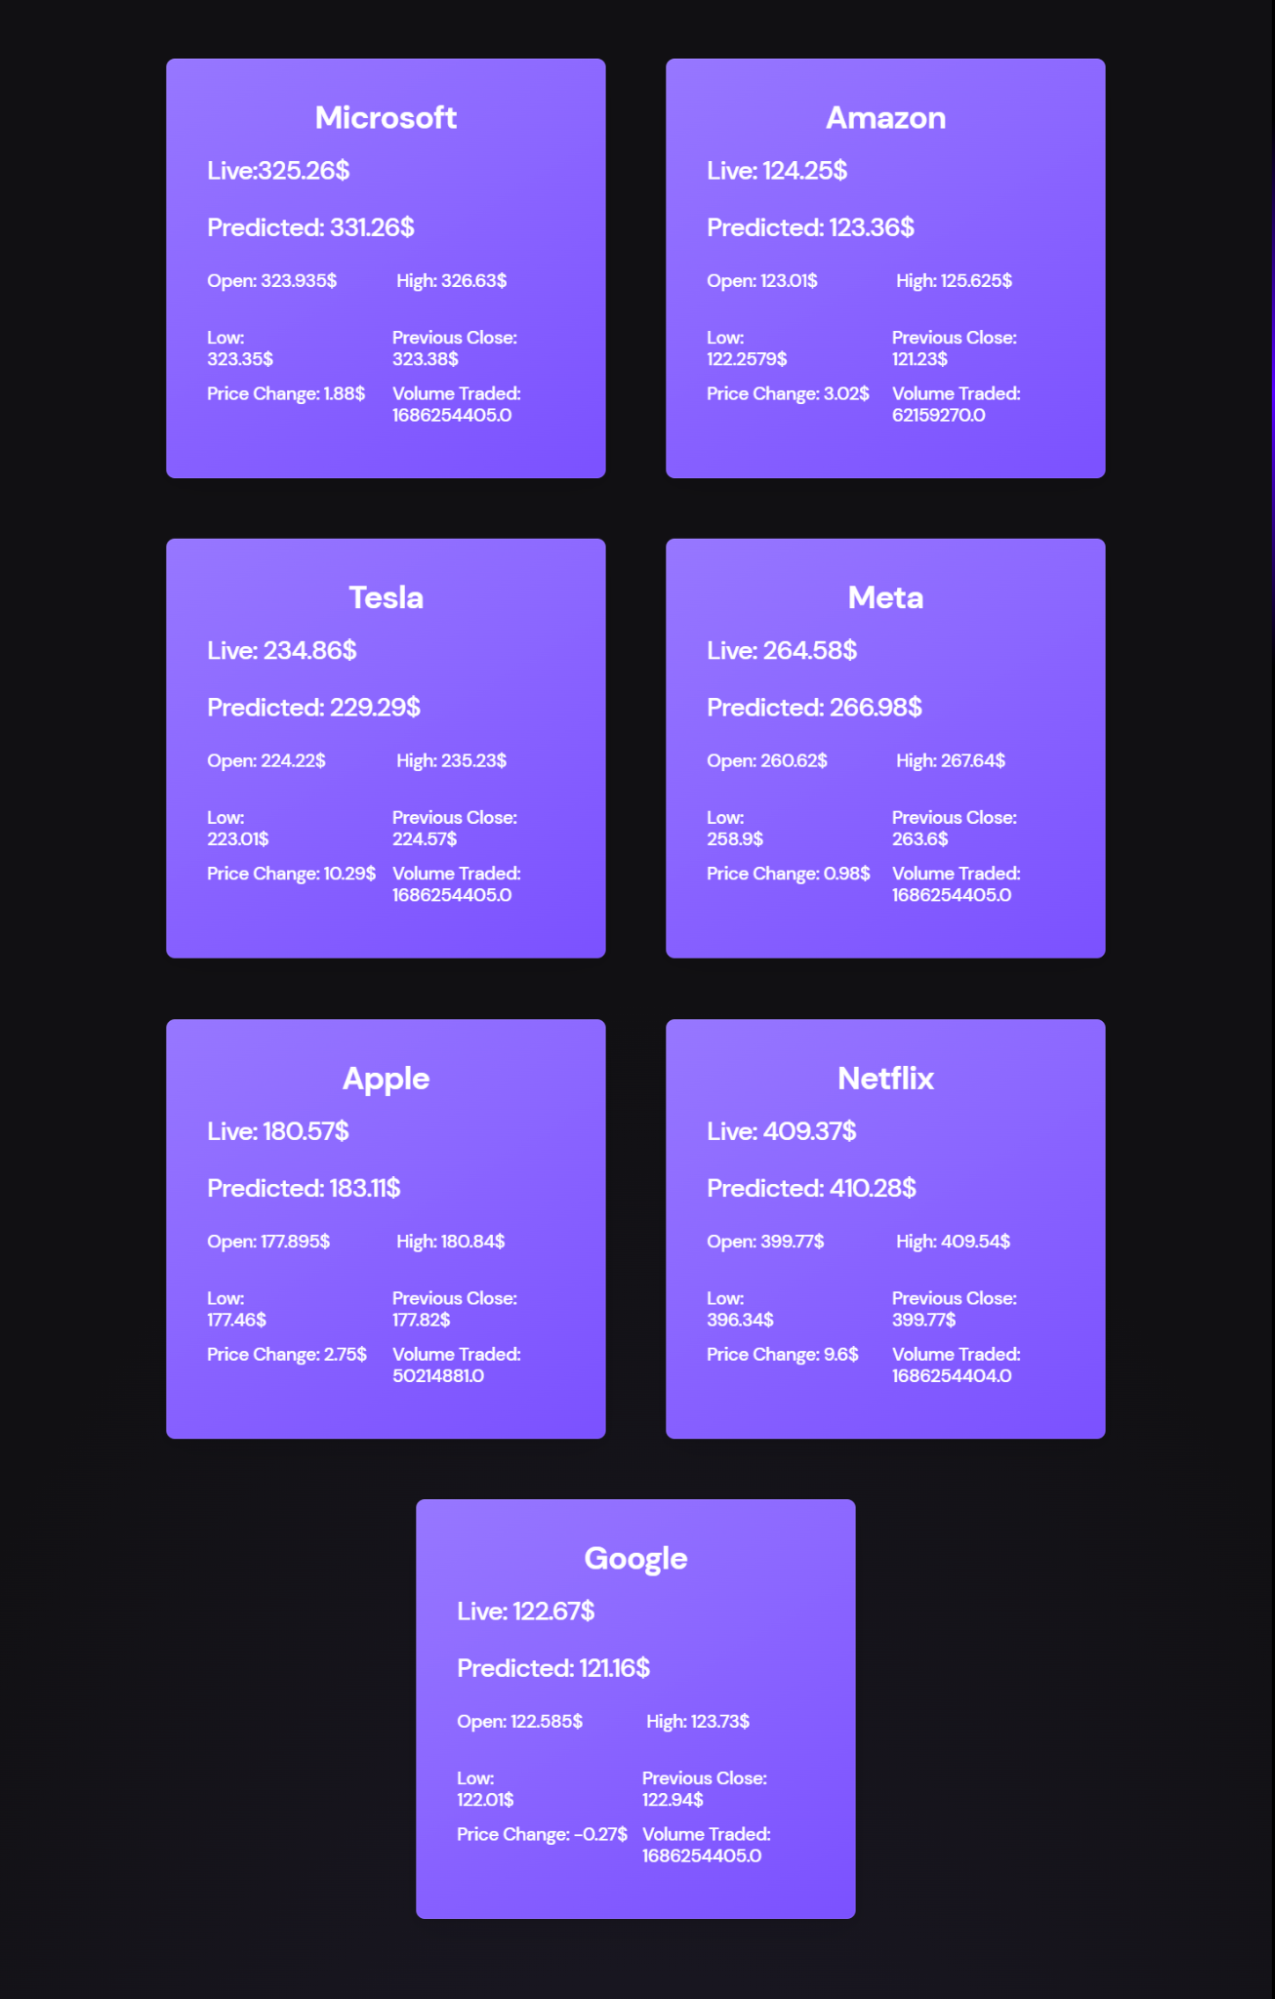 Microsoft
Live:325.26$
Predicted: 331.26$
Open: 323.935$ High: 326.63$
Low: Previous Close:
323.35$ 323.38$
Price Change: 1.88$ Volume Traded:
1686254405.0
Amazon
Live: 124.25$
Predicted: 123.36$
Open: 123.01$ High: 125.625$
Low: Previous Close:
122.2579$ 121.23$
Price Change: 3.02$ Volume Traded:
62159270.0
Tesla
Live: 234.86$
Predicted: 229.29$
Open: 224.22$ High: 235.23$
Low: Previous Close:
223.01$ 224.57$
Price Change: 10.29$ Volume Traded:
1686254405.0
Meta
Live: 264.58$
Predicted: 266.98$
Open: 260.62$ High: 267.64$
Low: Previous Close:
258.9$ 263.6$
Price Change: 0.98$ Volume Traded:
1686254405.0
Apple
Live: 180.57$
Predicted: 183.11$
Open: 177.895$ High: 180.84$
Low: Previous Close:
177.46$ 177.82$
Price Change: 2.75$ Volume Traded:
50214881.0
Netflix
Live: 409.37$
Predicted: 410.28$
Open: 399.77$ High: 409.54$
Low: Previous Close:
396.34$ 399.77$
Price Change: 9.6$ Volume Traded:
1686254404.0
Google
Live: 122.67$
Predicted: 121.16$
Open: 122.585$ High: 123.73$
Low: Previous Close:
122.01$ 122.94$
Price Change: -0.27$ Volume Traded:
1686254405.0